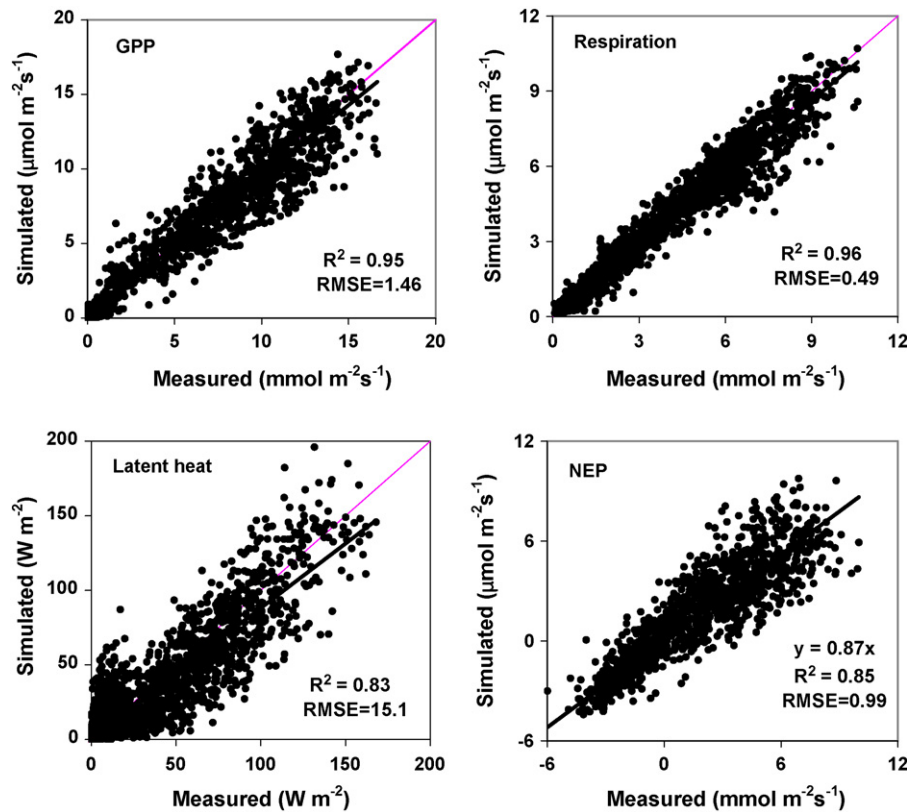 GPP
20
15
10
5
0
0 5 10 15 20
Simulated (µmol m⁻²s⁻¹)
Measured (mmol m⁻²s⁻¹)
R² = 0.95
RMSE=1.46
Respiration
12
9
6
3
0
0 3 6 9 12
Simulated (µmol m⁻²s⁻¹)
Measured (mmol m⁻²s⁻¹)
R² = 0.96
RMSE=0.49
Latent heat
200
150
100
50
0
0 50 100 150 200
Simulated (W m⁻²)
Measured (W m⁻²)
R² = 0.83
RMSE=15.1
NEP
12
6
0
-6
-6 0 6 12
Simulated (µmol m⁻²s⁻¹)
Measured (mmol m⁻²s⁻¹)
y = 0.87x
R² = 0.85
RMSE=0.99